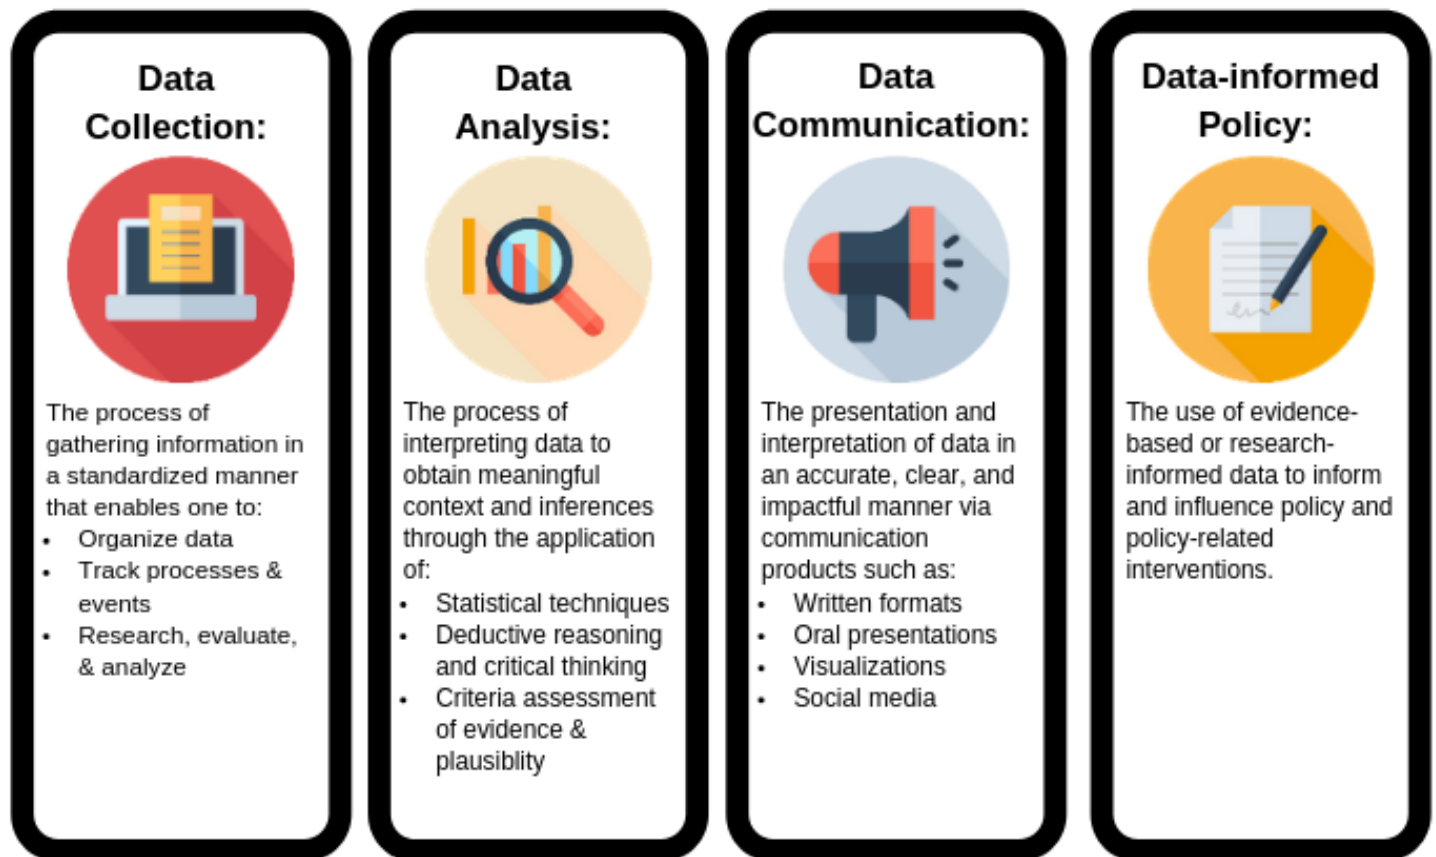 Data
Collection:
The process of
gathering information in
a standardized manner
that enables one to:
• Organize data
• Track processes &
events
• Research, evaluate,
& analyze
Data
Analysis:
The process of
interpreting data to
obtain meaningful
context and inferences
through the application
of:
• Statistical techniques
• Deductive reasoning
and critical thinking
• Criteria assessment
of evidence &
plausiblity
Data
Communication:
The presentation and
interpretation of data in
an accurate, clear, and
impactful manner via
communication
products such as:
• Written formats
• Oral presentations
• Visualizations
• Social media
Data-informed
Policy:
The use of evidence-
based or research-
informed data to inform
and influence policy and
policy-related
interventions.